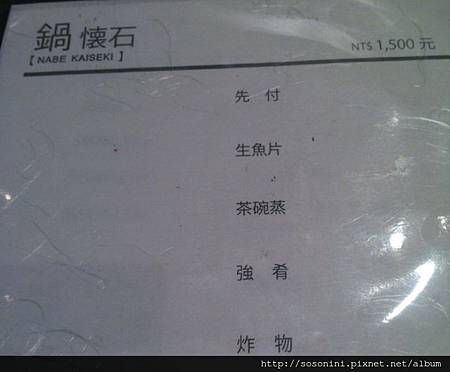 鍋 懐石 NT$ 1,500 元
【 NABE KAISEKI 】
先 付
生魚片
茶碗蒸
強 肴
炸 物
http://sosonini.pixnet.net/album